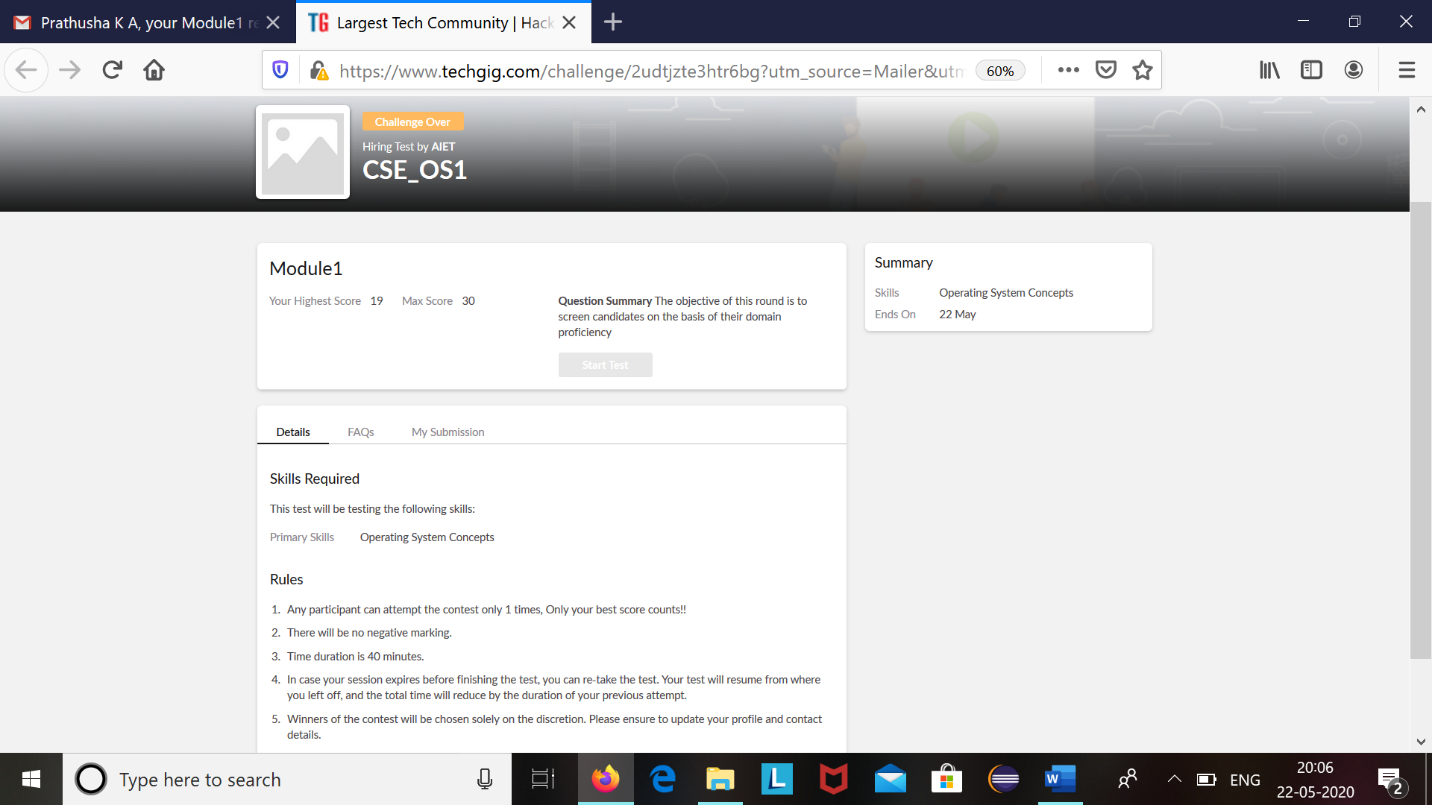 Prathusha K A, your Module1 re
TG Largest Tech Community | Hack
https://www.techgig.com/challenge/2udtjzte3htr6bg?utm_source=Mailer&utm
60%
Challenge Over
Hiring Test by AIET
CSE_OS1
Module1
Your Highest Score 19 Max Score 30
Question Summary The objective of this round is to
screen candidates on the basis of their domain
proficiency
Start Test
Summary
Skills Operating System Concepts
Ends On 22 May
Details FAQs My Submission
Skills Required
This test will be testing the following skills:
Primary Skills Operating System Concepts
Rules
1. Any participant can attempt the contest only 1 times, Only your best score counts!!
2. There will be no negative marking.
3. Time duration is 40 minutes.
4. In case your session expires before finishing the test, you can re-take the test. Your test will resume from where
you left off, and the total time will reduce by the duration of your previous attempt.
5. Winners of the contest will be chosen solely on the discretion. Please ensure to update your profile and contact
details.
Type here to search
L
W
ENG
20:06
22-05-2020
2